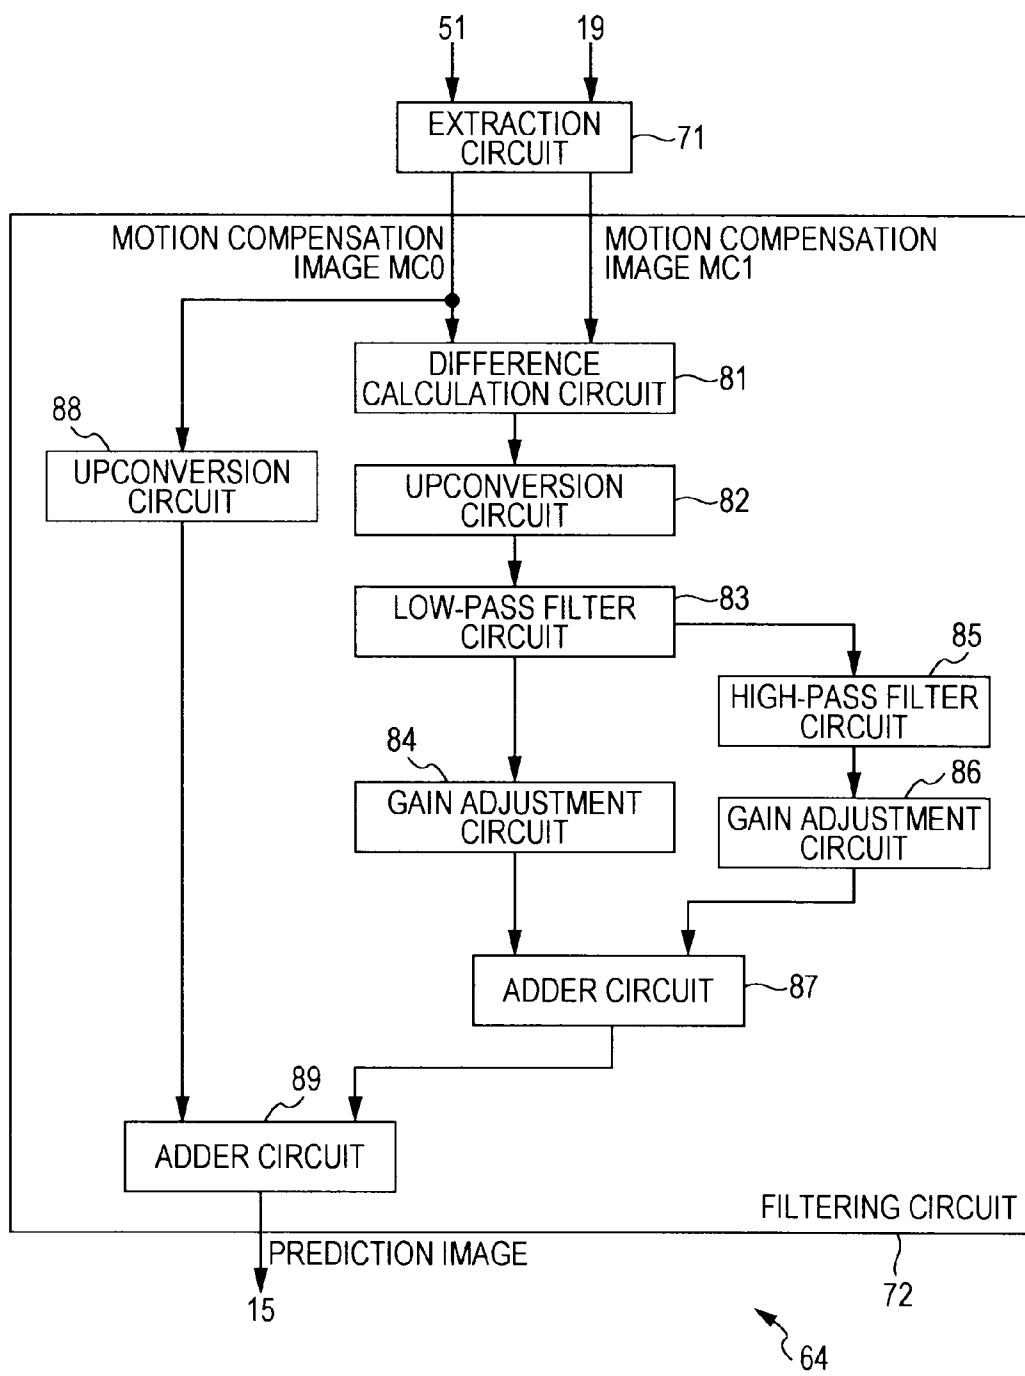 51
19
EXTRACTION
CIRCUIT
71
MOTION COMPENSATION
IMAGE MC0
MOTION COMPENSATION
IMAGE MC1
DIFFERENCE
CALCULATION CIRCUIT
81
88
UPCONVERSION
CIRCUIT
UPCONVERSION
CIRCUIT
82
LOW-PASS FILTER
CIRCUIT
83
85
HIGH-PASS FILTER
CIRCUIT
84
GAIN ADJUSTMENT
CIRCUIT
86
GAIN ADJUSTMENT
CIRCUIT
ADDER CIRCUIT
87
89
ADDER CIRCUIT
FILTERING CIRCUIT
PREDICTION IMAGE
72
15
64